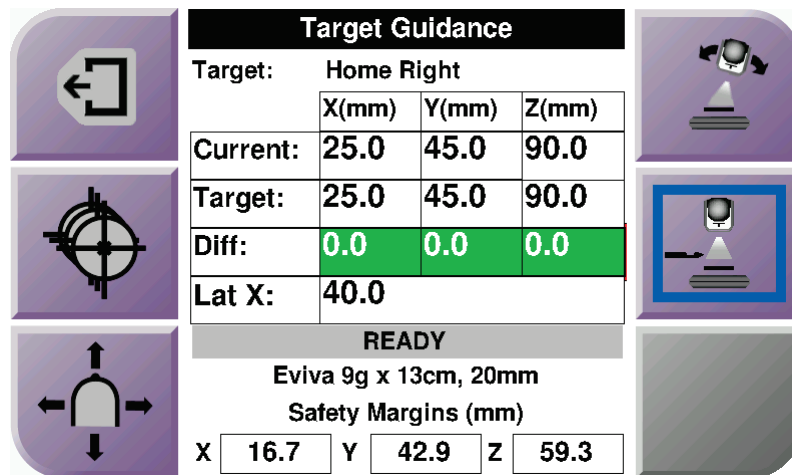 Target Guidance
Target: Home Right
X(mm) Y(mm) Z(mm)
Current: 25.0 45.0 90.0
Target: 25.0 45.0 90.0
Diff: 0.0 0.0 0.0
Lat X: 40.0
READY
Eviva 9g x 13cm, 20mm
Safety Margins (mm)
X 16.7 Y 42.9 Z 59.3